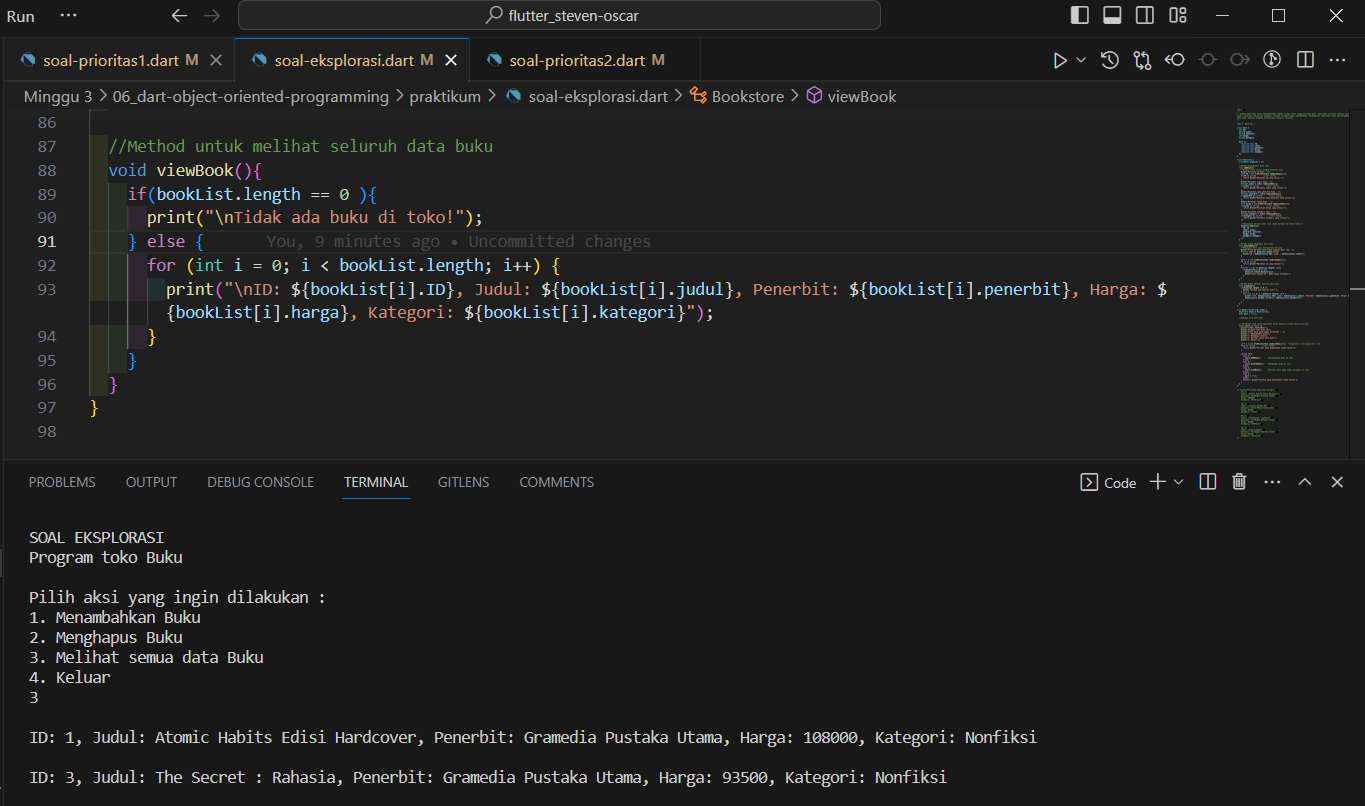 Run ··· flutter_steven-oscar
soal-prioritas1.dart M soal-eksplorasi.dart M soal-prioritas2.dart M
Minggu 3 > 06_dart-object-oriented-programming > praktikum > soal-eksplorasi.dart > Bookstore > viewBook
86
87 //Method untuk melihat seluruh data buku
88 void viewBook(){
89 if(bookList.length == 0 ){
90 print("\nTidak ada buku di toko!");
91 } else { You, 9 minutes ago • Uncommitted changes
92 for (int i = 0; i < bookList.length; i++) {
93 print("\nID: ${bookList[i].ID}, Judul: ${bookList[i].judul}, Penerbit: ${bookList[i].penerbit}, Harga: $
{bookList[i].harga}, Kategori: ${bookList[i].kategori}");
94 }
95 }
96 }
97 }
98
PROBLEMS OUTPUT DEBUG CONSOLE TERMINAL GITLENS COMMENTS Code
SOAL EKSPLORASI
Program toko Buku
Pilih aksi yang ingin dilakukan :
1. Menambahkan Buku
2. Menghapus Buku
3. Melihat semua data Buku
4. Keluar
3
ID: 1, Judul: Atomic Habits Edisi Hardcover, Penerbit: Gramedia Pustaka Utama, Harga: 108000, Kategori: Nonfiksi
ID: 3, Judul: The Secret : Rahasia, Penerbit: Gramedia Pustaka Utama, Harga: 93500, Kategori: Nonfiksi